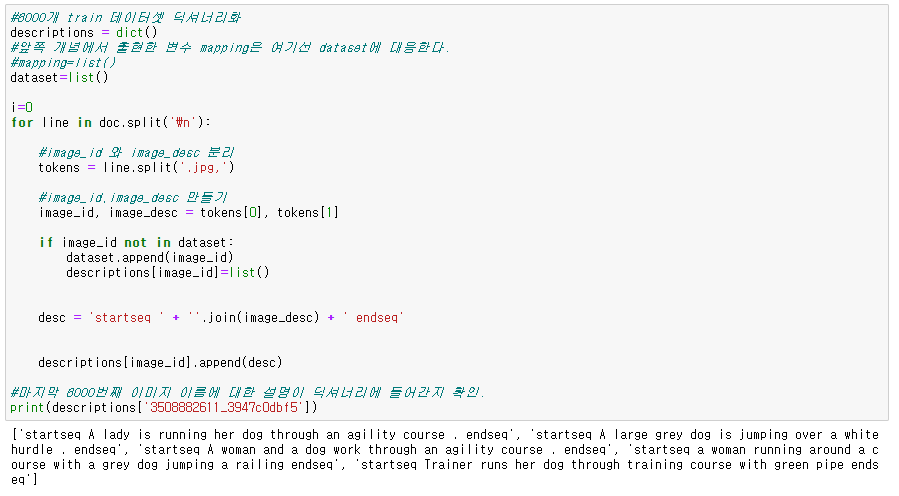 #6000개 train 데이터셋 딕셔너리화
descriptions = dict()
#앞쪽 개념에서 출현한 변수 mapping은 여기선 dataset에 대응한다.
#mapping=list()
dataset=list()
i=0
for line in doc.split('₩n'):
#image_id 와 image_desc 분리
tokens = line.split('.jpg,')
#image_id,image_desc 만들기
image_id, image_desc = tokens[0], tokens[1]
if image_id not in dataset:
dataset.append(image_id)
descriptions[image_id]=list()
desc = 'startseq ' + ''.join(image_desc) + ' endseq'
descriptions[image_id].append(desc)
#마지막 6000번째 이미지 이름에 대한 설명이 딕셔너리에 들어간지 확인.
print(descriptions['3508882611_3947c0dbf5'])
['startseq A lady is running her dog through an agility course . endseq', 'startseq A large grey dog is jumping over a white
hurdle . endseq', 'startseq A woman and a dog work through an agility course . endseq', 'startseq a woman running around a c
ourse with a grey dog jumping a railing endseq', 'startseq Trainer runs her dog through training course with green pipe ends
eq']